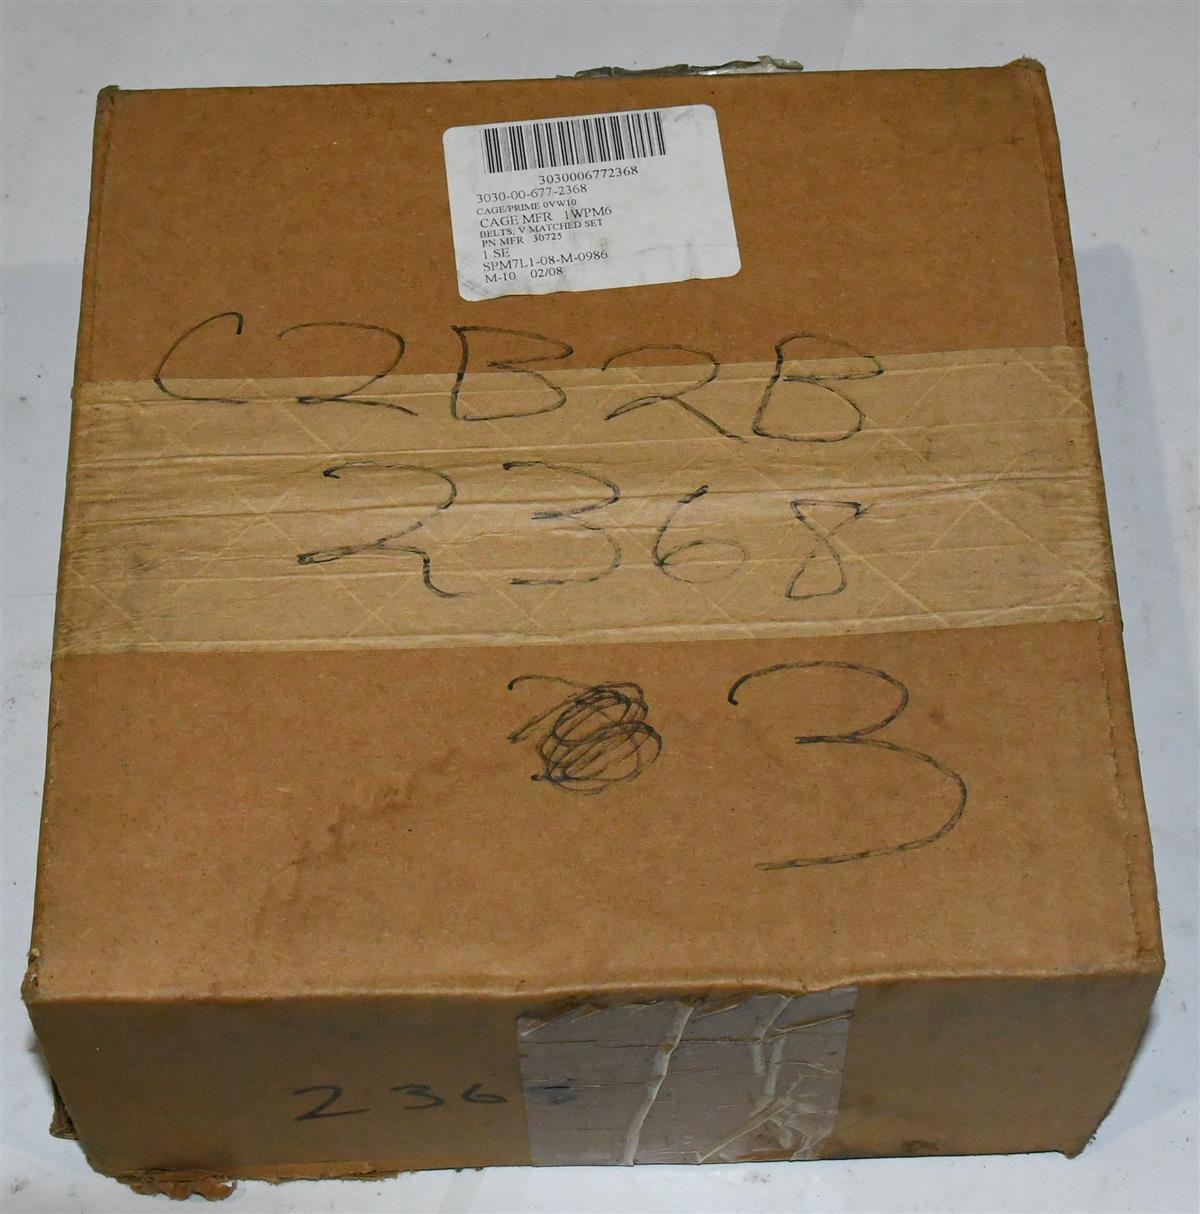 3030006772368
3030-00-677-2368
CAGE/PRIME 0VW10
CAGE MFR 1WPM6
BELTS, V MATCHED SET
PN MFR 30725
1 SE
SPM7L1-08-M-0986
M-10 02/08
C2B2B
2368
3
2368